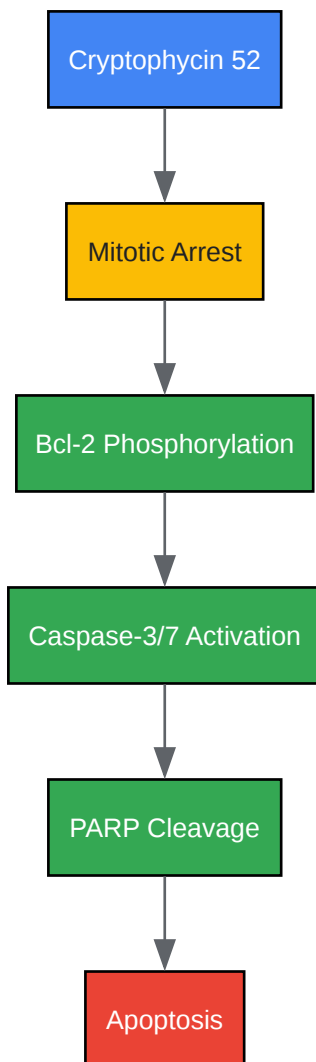 Cryptophycin 52
Mitotic Arrest
Bcl-2 Phosphorylation
Caspase-3/7 Activation
PARP Cleavage
Apoptosis